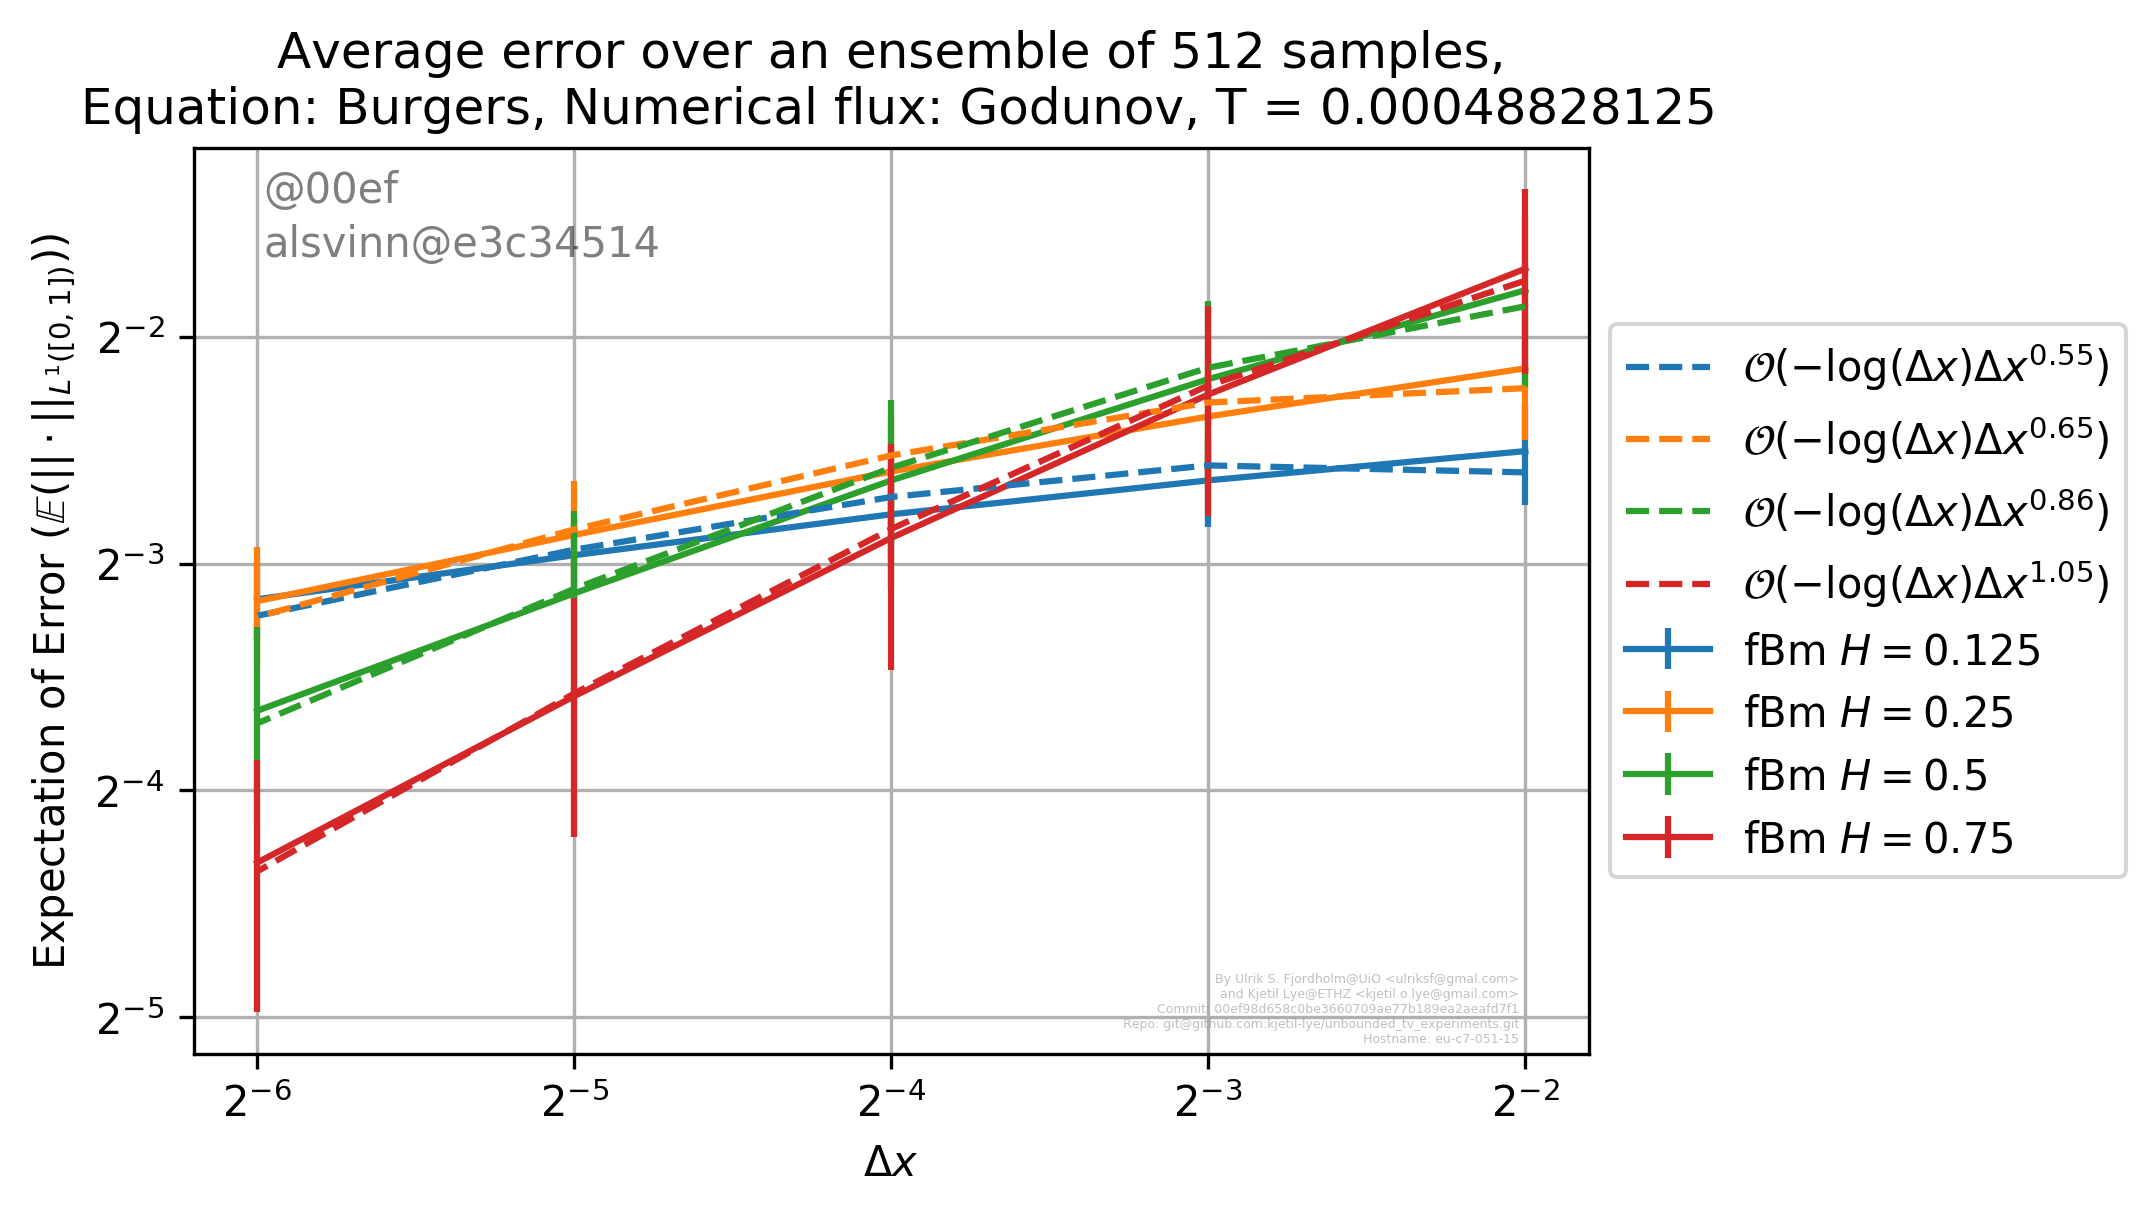 Average error over an ensemble of 512 samples,
Equation: Burgers, Numerical flux: Godunov, T = 0.00048828125
@00ef
alsvinn@e3c34514
Expectation of Error (𝔼(||·||_{L^1([0,1])}))
2^{-2}
2^{-3}
2^{-4}
2^{-5}
2^{-6}
2^{-5}
2^{-4}
2^{-3}
2^{-2}
Δx
𝒪(−log(Δx)Δx^{0.55})
𝒪(−log(Δx)Δx^{0.65})
𝒪(−log(Δx)Δx^{0.86})
𝒪(−log(Δx)Δx^{1.05})
fBm H = 0.125
fBm H = 0.25
fBm H = 0.5
fBm H = 0.75
By Ulrik S. Fjordholm@UiO <ulriksf@gmal.com>
and Kjetil Lye@ETHZ <kjetil.o.lye@gmail.com>
Commit: 00ef98d658c0be3660709ae77b189ea2aeafd7f1
Repo: git@github.com:kjetil-lye/unbounded_tv_experiments.git
Hostname: eu-c7-051-15